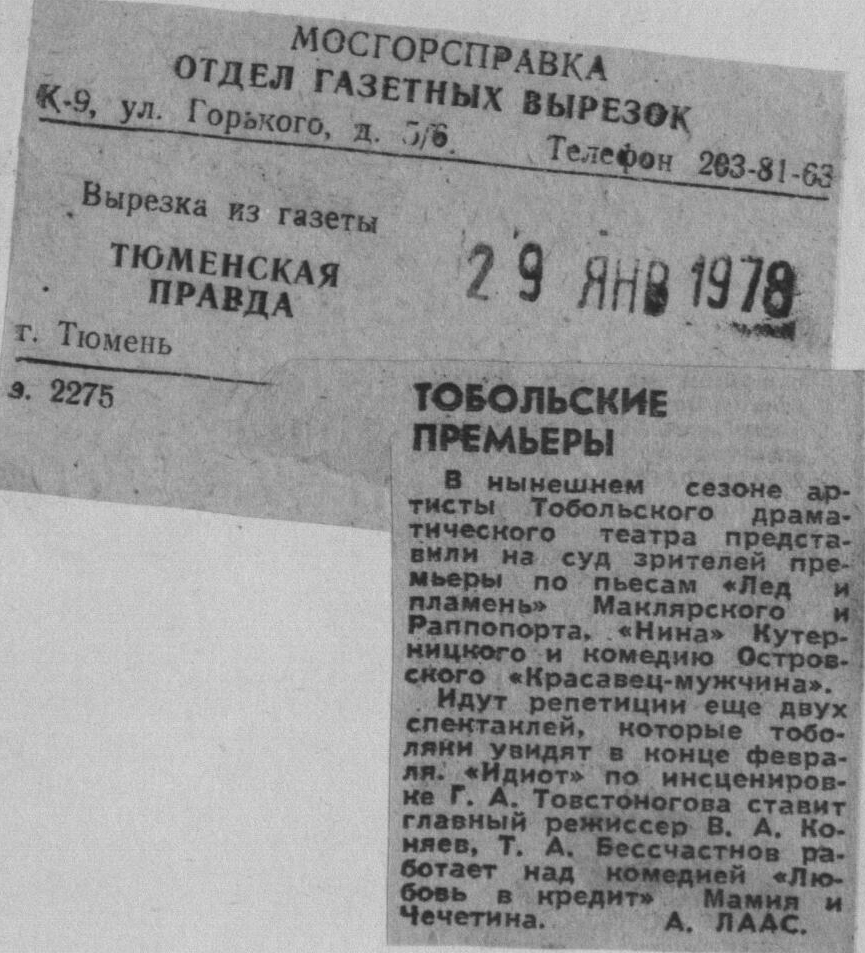 МОСГОРСПРАВКА
ОТДЕЛ ГАЗЕТНЫХ ВЫРЕЗОК
К-9, ул. Горького, д. 5/6. Телефон 203-81-63
Вырезка из газеты
ТЮМЕНСКАЯ
ПРАВДА
29 ЯНВ 1978
г. Тюмень
э. 2275
ТОБОЛЬСКИЕ
ПРЕМЬЕРЫ
В нынешнем сезоне ар-
тисты Тобольского драма-
тического театра предста-
вили на суд зрителей пре-
мьеры по пьесам «Лед и
пламень» Маклярского и
Раппопорта, «Нина» Кутер-
ницкого и комедию Остров-
ского «Красавец-мужчина».
Идут репетиции еще двух
спектаклей, которые тобо-
ляки увидят в конце февра-
ля. «Идиот» по инсцениров-
ке Г. А. Товстоногова ставит
главный режиссер В. А. Ко-
няев, Т. А. Бессчастнов ра-
ботает над комедией «Лю-
бовь в кредит» Мамия и
Чечетина. А. ЛААС.